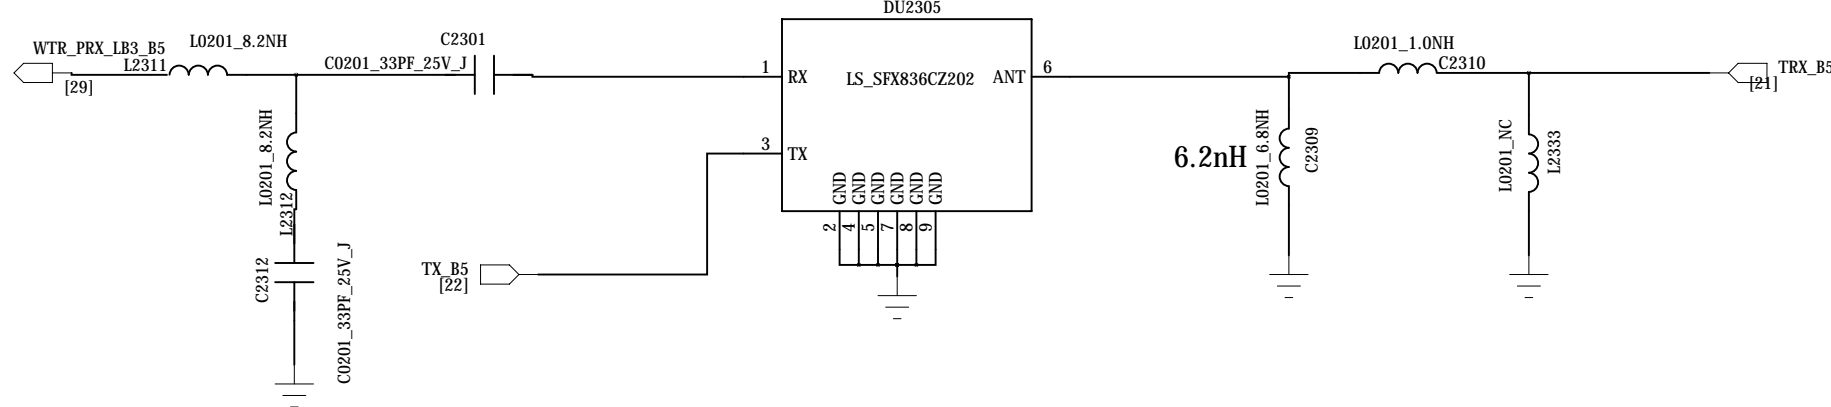 DU2305
WTR_PRX_LB3_B5
L2311
[29]
L0201_8.2NH
C0201_33PF_25V_J
C2301
1
RX
LS_SFX836CZ202
ANT
6
3
TX
GND
GND
GND
GND
GND
GND
2
4
5
7
8
9
L0201_8.2NH
L2312
C2312
C0201_33PF_25V_J
TX_B5
[22]
L0201_1.0NH
C2310
TRX_B5
[21]
6.2nH
L0201_6.8NH
C2309
L0201_NC
L2333